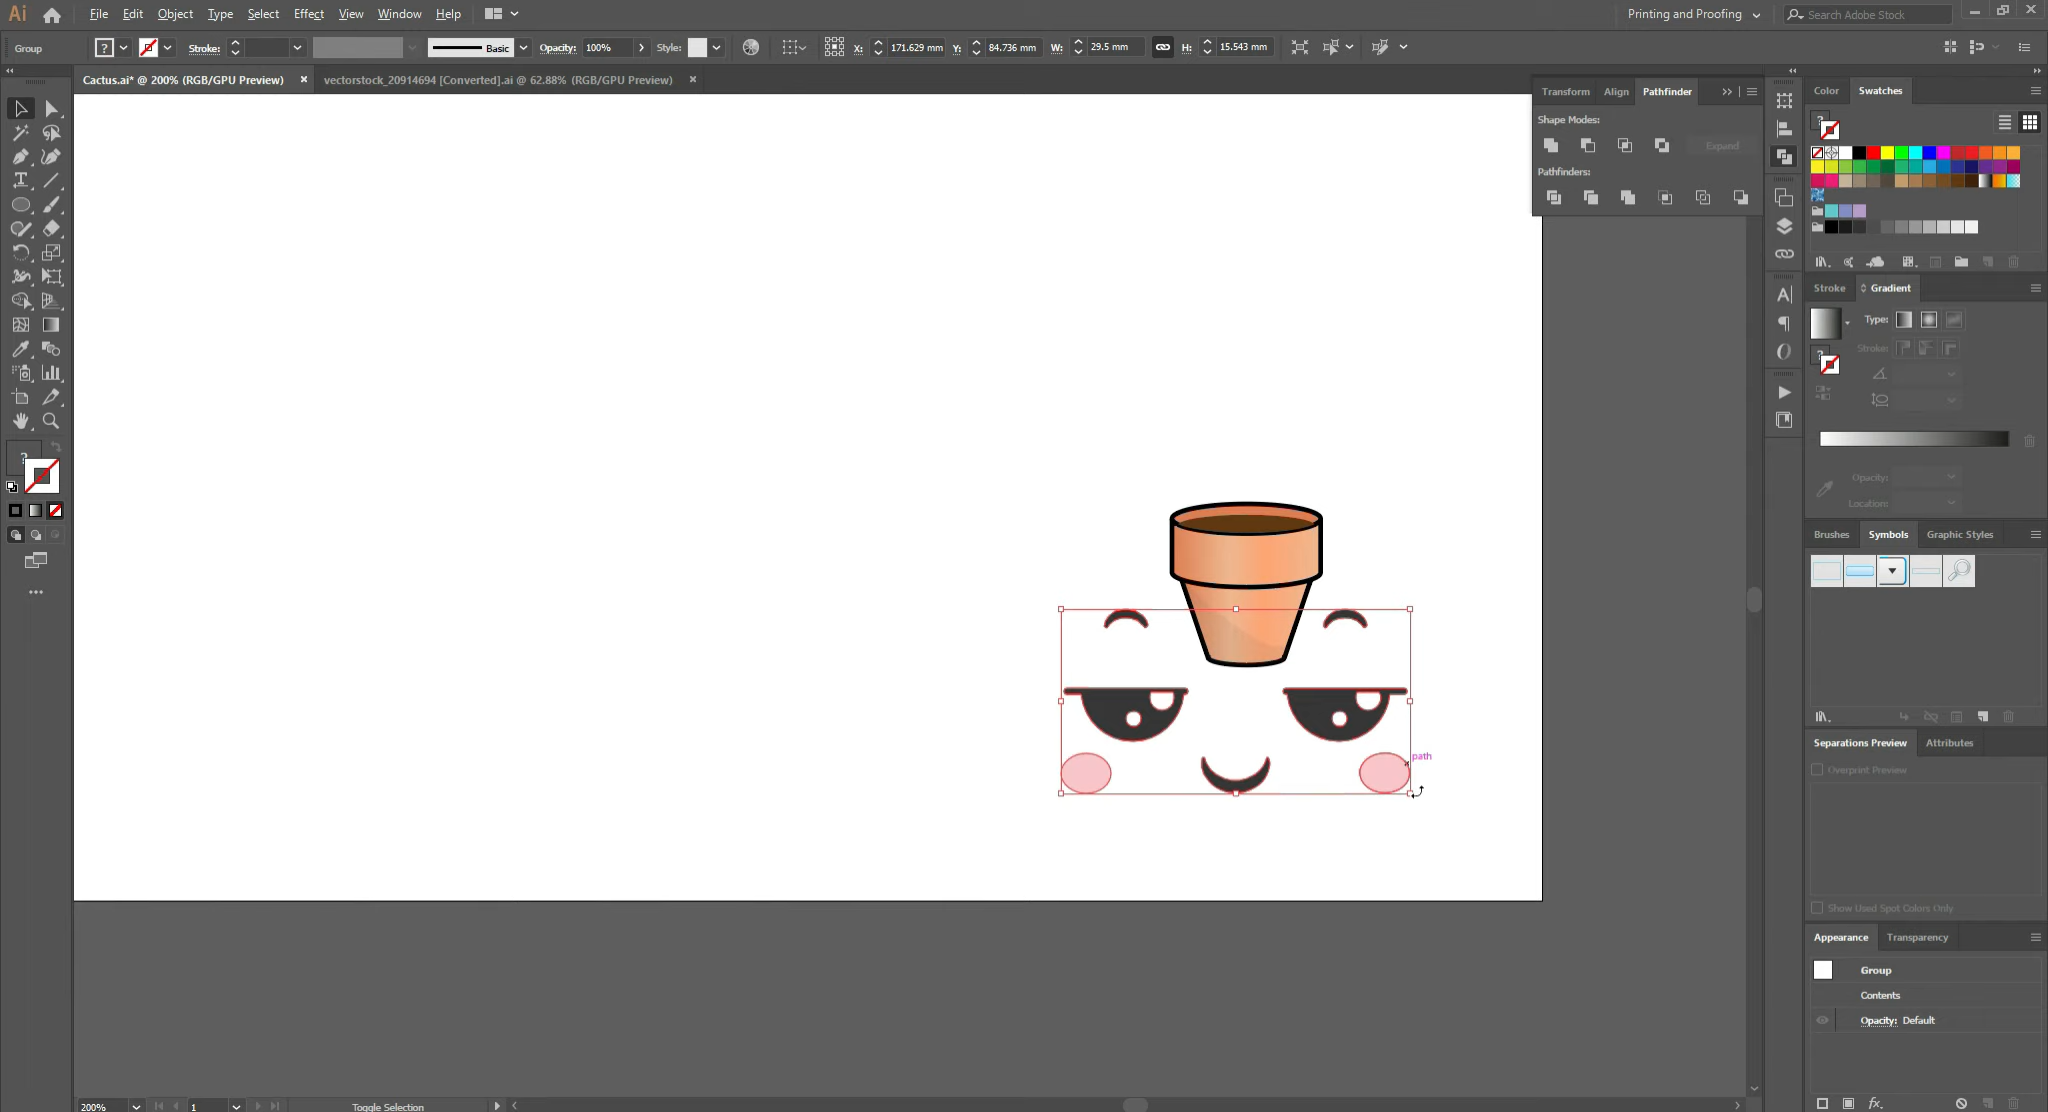 Ai File Edit Object Type Select Effect View Window Help Printing and Proofing Search Adobe Stock
Group ? Stroke: Basic Opacity: 100% Style: X: 171.629 mm Y: 84.736 mm W: 29.5 mm H: 15.543 mm
Cactus.ai* @ 200% (RGB/GPU Preview) × vectorstock_20914694 [Converted].ai @ 62.88% (RGB/GPU Preview) ×
Transform Align Pathfinder
Shape Modes:
Expand
Pathfinders:
Color Swatches
Stroke Gradient
Type:
Stroke:
Opacity:
Location:
Brushes Symbols Graphic Styles
Separations Preview Attributes
Overprint Preview
Show Used Spot Colors Only
Appearance Transparency
Group
Contents
Opacity: Default
fx.
path
200% 1 Toggle Selection